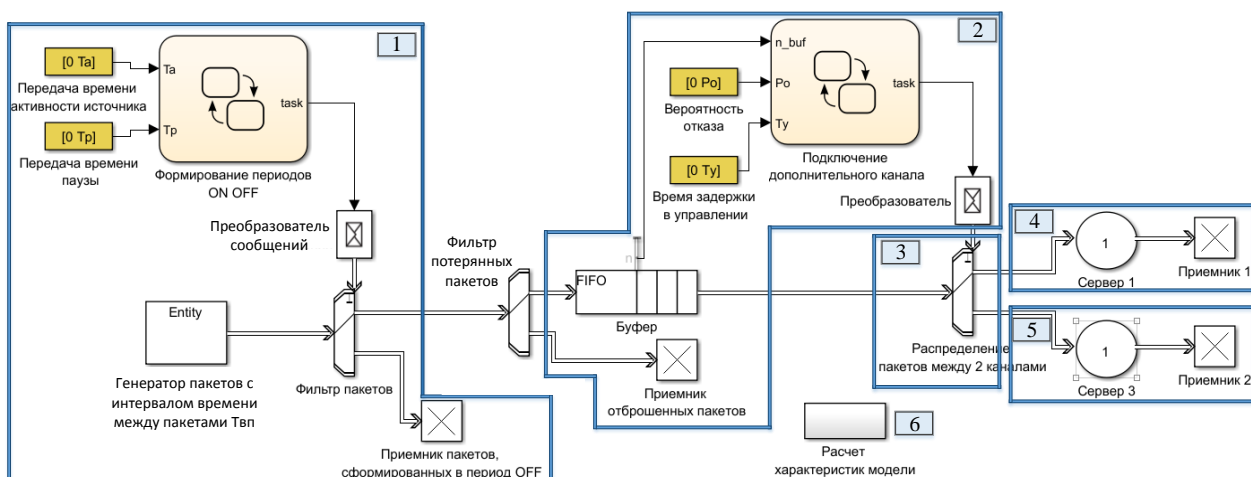 1
[0 Ta]
Передача времени
активности источника
[0 Tp]
Передача времени
паузы
Ta
Tp
task
Формирование периодов
ON OFF
Преобразователь
сообщений
Entity
Генератор пакетов с
интервалом времени
между пакетами Твп
Фильтр пакетов
Приемник пакетов,
сформированных в период OFF
Фильтр
потерянных
пакетов
2
[0 Po]
Вероятность
отказа
[0 Ty]
Время задержки
в управлении
n_buf
Po
Ty
task
Подключение
дополнительного канала
Преобразователь
n
FIFO
Буфер
Приемник
отброшенных пакетов
3
Распределение
пакетов между 2 каналами
4
1
Сервер 1
Приемник 1
5
1
Сервер 3
Приемник 2
6
Расчет
характеристик модели